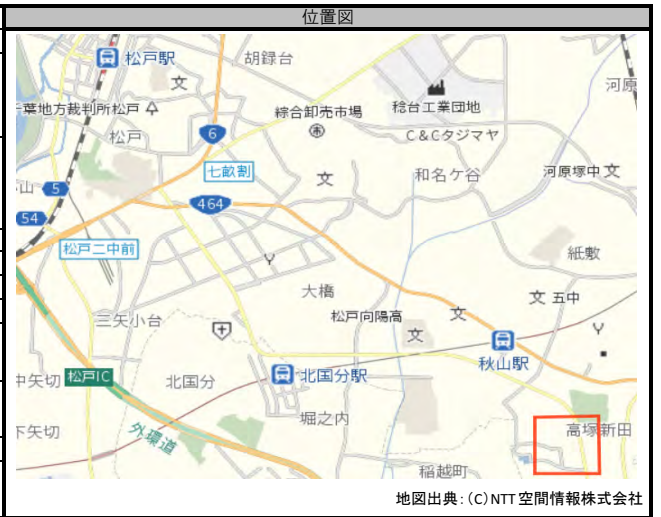 位置図
松戸駅
胡録台
河原
千葉地方裁判所松戸
文
綜合卸売市場
稔台工業団地
松戸
6
C&Cタジマヤ
七畝割
文
和名ケ谷
河原塚中 文
山
5
464
54
松戸二中前
紙敷
大橋
文 五中
三矢小台
松戸向陽高
文
文
秋山駅
中矢切
松戸IC
北国分
北国分駅
堀之内
下矢切
外環道
高塚新田
稲越町
地図出典:(C)NTT空間情報株式会社